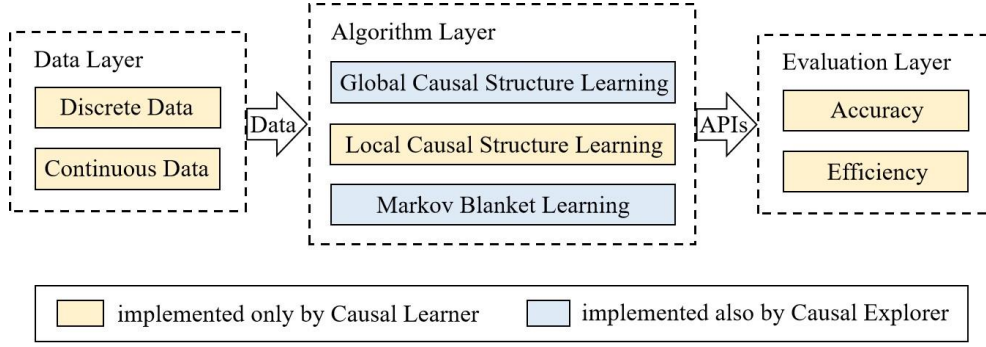 Data Layer
Discrete Data
Continuous Data
Data
Algorithm Layer
Global Causal Structure Learning
Local Causal Structure Learning
Markov Blanket Learning
APIs
Evaluation Layer
Accuracy
Efficiency
implemented only by Causal Learner
implemented also by Causal Explorer